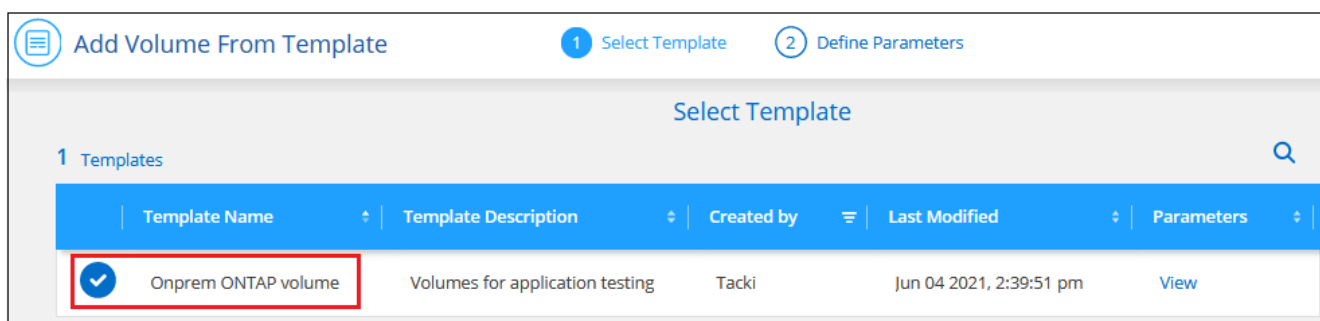 Add Volume From Template
1 Select Template
2 Define Parameters
Select Template
1 Templates
Template Name Template Description Created by Last Modified Parameters
Onprem ONTAP volume Volumes for application testing Tacki Jun 04 2021, 2:39:51 pm View